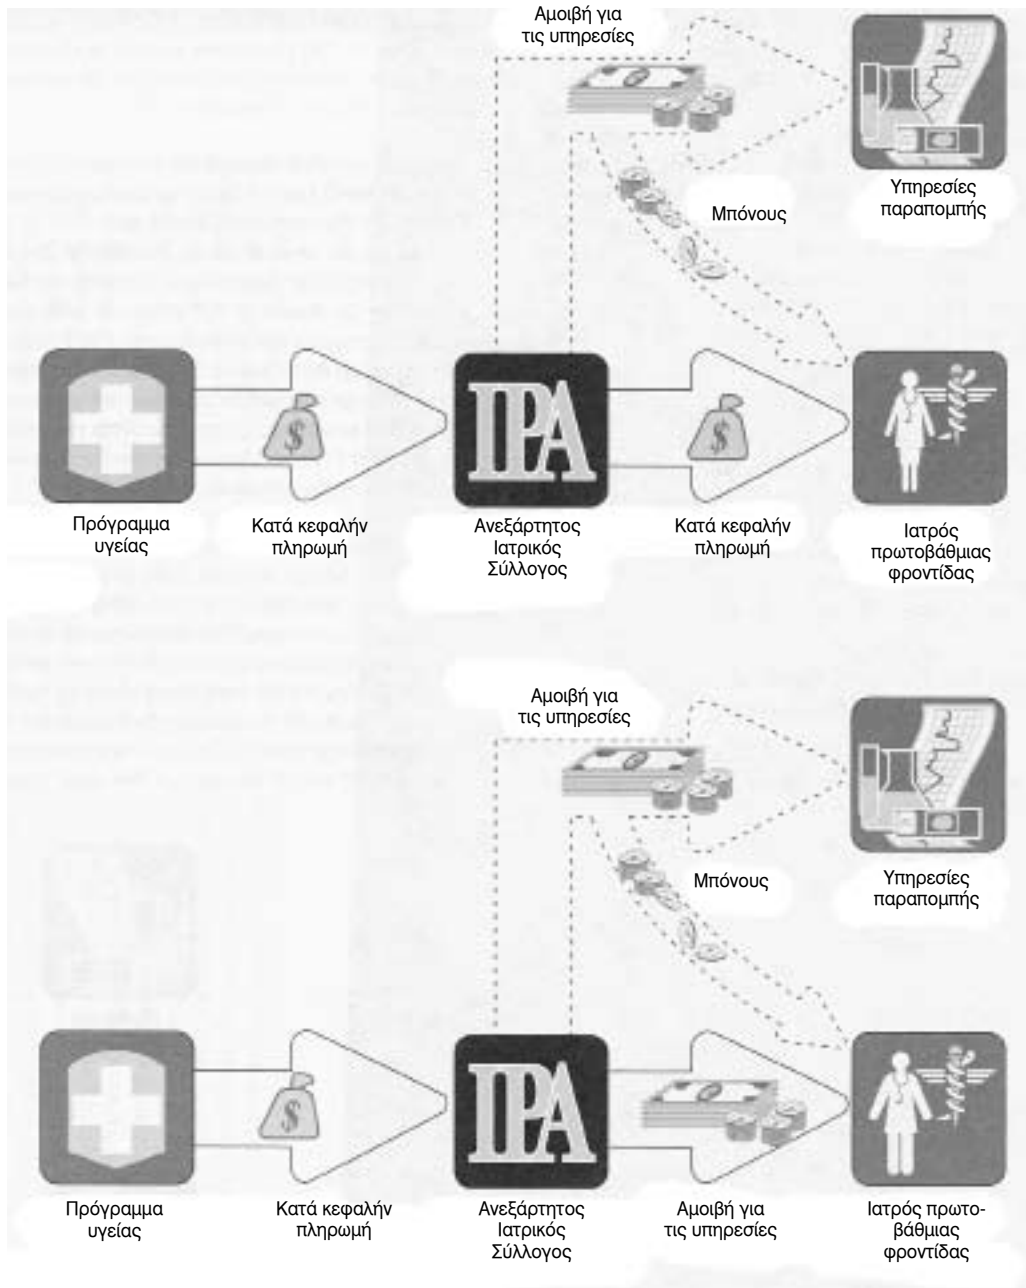 Αμοιβή για
τις υπηρεσίες
Υπηρεσίες
παραπομπής
Μπόνους
$
IPA
$
Πρόγραμμα
υγείας
Κατά κεφαλήν
πληρωμή
Ανεξάρτητος
Ιατρικός
Σύλλογος
Κατά κεφαλήν
πληρωμή
Ιατρός
πρωτοβάθμιας
φροντίδας
Αμοιβή για
τις υπηρεσίες
Μπόνους
Υπηρεσίες
παραπομπής
$
IPA
Πρόγραμμα
υγείας
Κατά κεφαλήν
πληρωμή
Ανεξάρτητος
Ιατρικός
Σύλλογος
Αμοιβή για
τις υπηρεσίες
Ιατρός πρωτο-
βάθμιας
φροντίδας